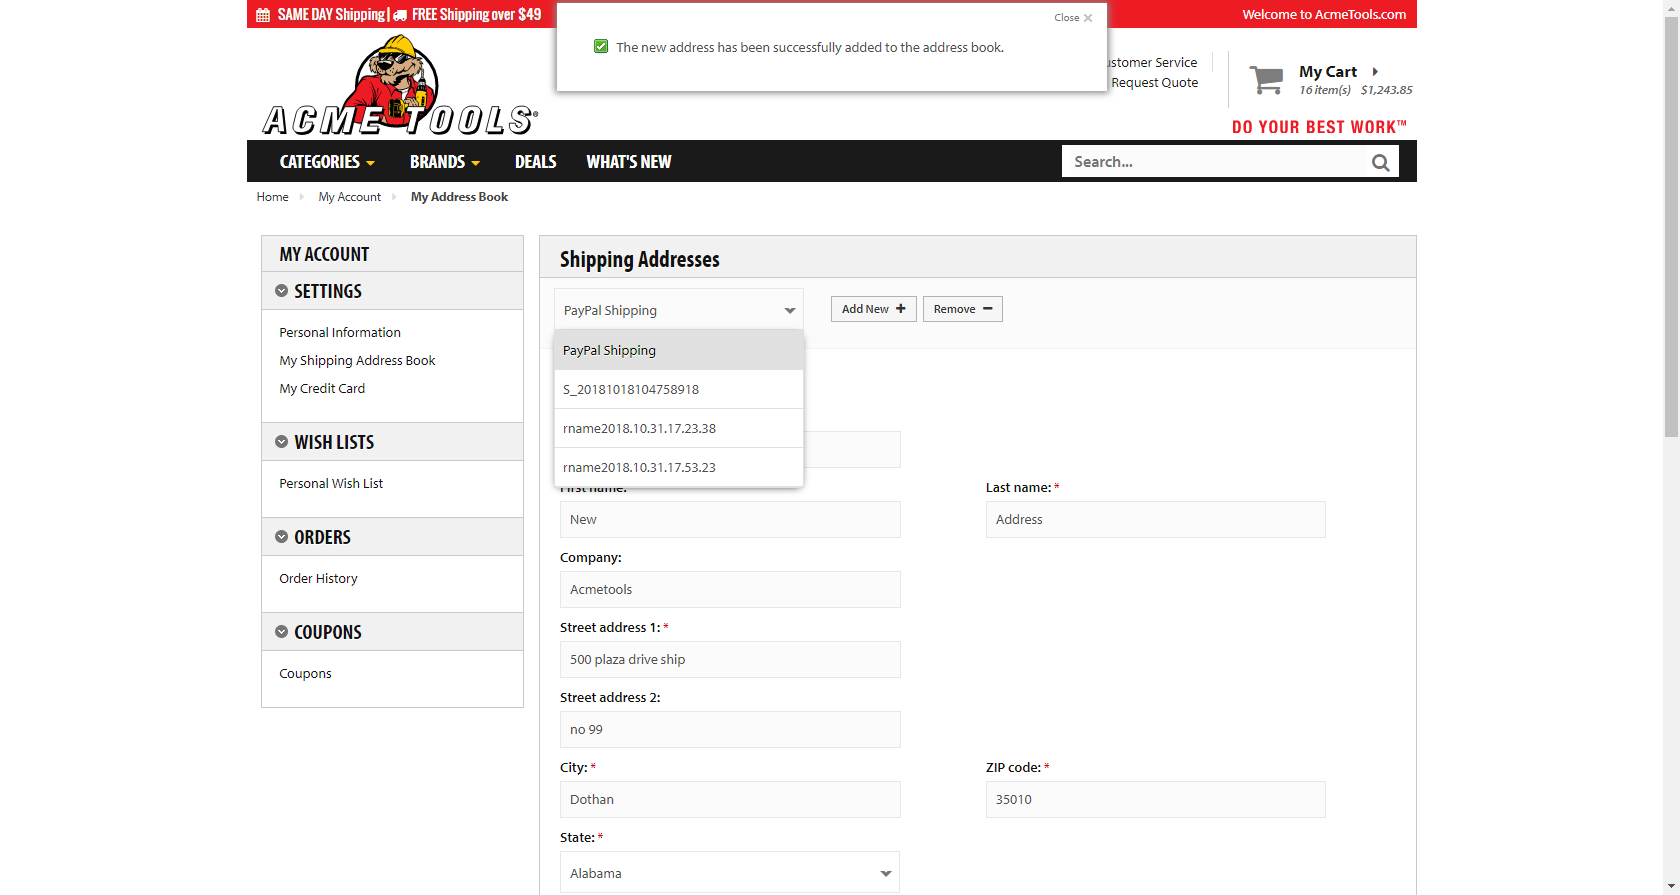 SAME DAY Shipping | FREE Shipping over $49
Close
Welcome to AcmeTools.com
The new address has been successfully added to the address book.
ustomer Service
Request Quote
My Cart
16 item(s) $1,243.85
ACME TOOLS®
DO YOUR BEST WORK™
CATEGORIES BRANDS DEALS WHAT'S NEW
Search...
Home My Account My Address Book
MY ACCOUNT
SETTINGS
Personal Information
My Shipping Address Book
My Credit Card
WISH LISTS
Personal Wish List
ORDERS
Order History
COUPONS
Coupons
Shipping Addresses
PayPal Shipping
Add New + Remove −
PayPal Shipping
S_20181018104758918
rname2018.10.31.17.23.38
rname2018.10.31.17.53.23
First name: Last name: *
New Address
Company:
Acmetools
Street address 1: *
500 plaza drive ship
Street address 2:
no 99
City: * ZIP code: *
Dothan 35010
State: *
Alabama